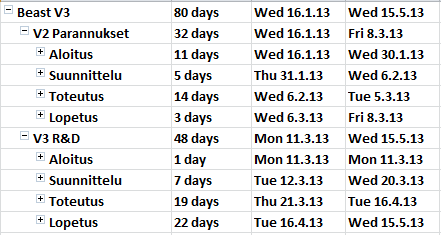 Beast V3 80 days Wed 16.1.13 Wed 15.5.13
V2 Parannukset 32 days Wed 16.1.13 Fri 8.3.13
Aloitus 11 days Wed 16.1.13 Wed 30.1.13
Suunnittelu 5 days Thu 31.1.13 Wed 6.2.13
Toteutus 14 days Wed 6.2.13 Tue 5.3.13
Lopetus 3 days Wed 6.3.13 Fri 8.3.13
V3 R&D 48 days Mon 11.3.13 Wed 15.5.13
Aloitus 1 day Mon 11.3.13 Mon 11.3.13
Suunnittelu 7 days Tue 12.3.13 Wed 20.3.13
Toteutus 19 days Thu 21.3.13 Tue 16.4.13
Lopetus 22 days Tue 16.4.13 Wed 15.5.13